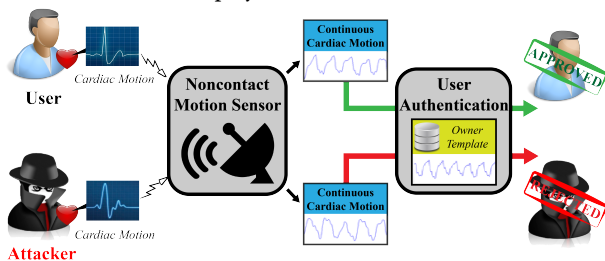 Continuous
Cardiac Motion
APPROVED
Cardiac Motion
User
Noncontact
Motion Sensor
User
Authentication
Owner
Template
Continuous
Cardiac Motion
REJECTED
Cardiac Motion
Attacker